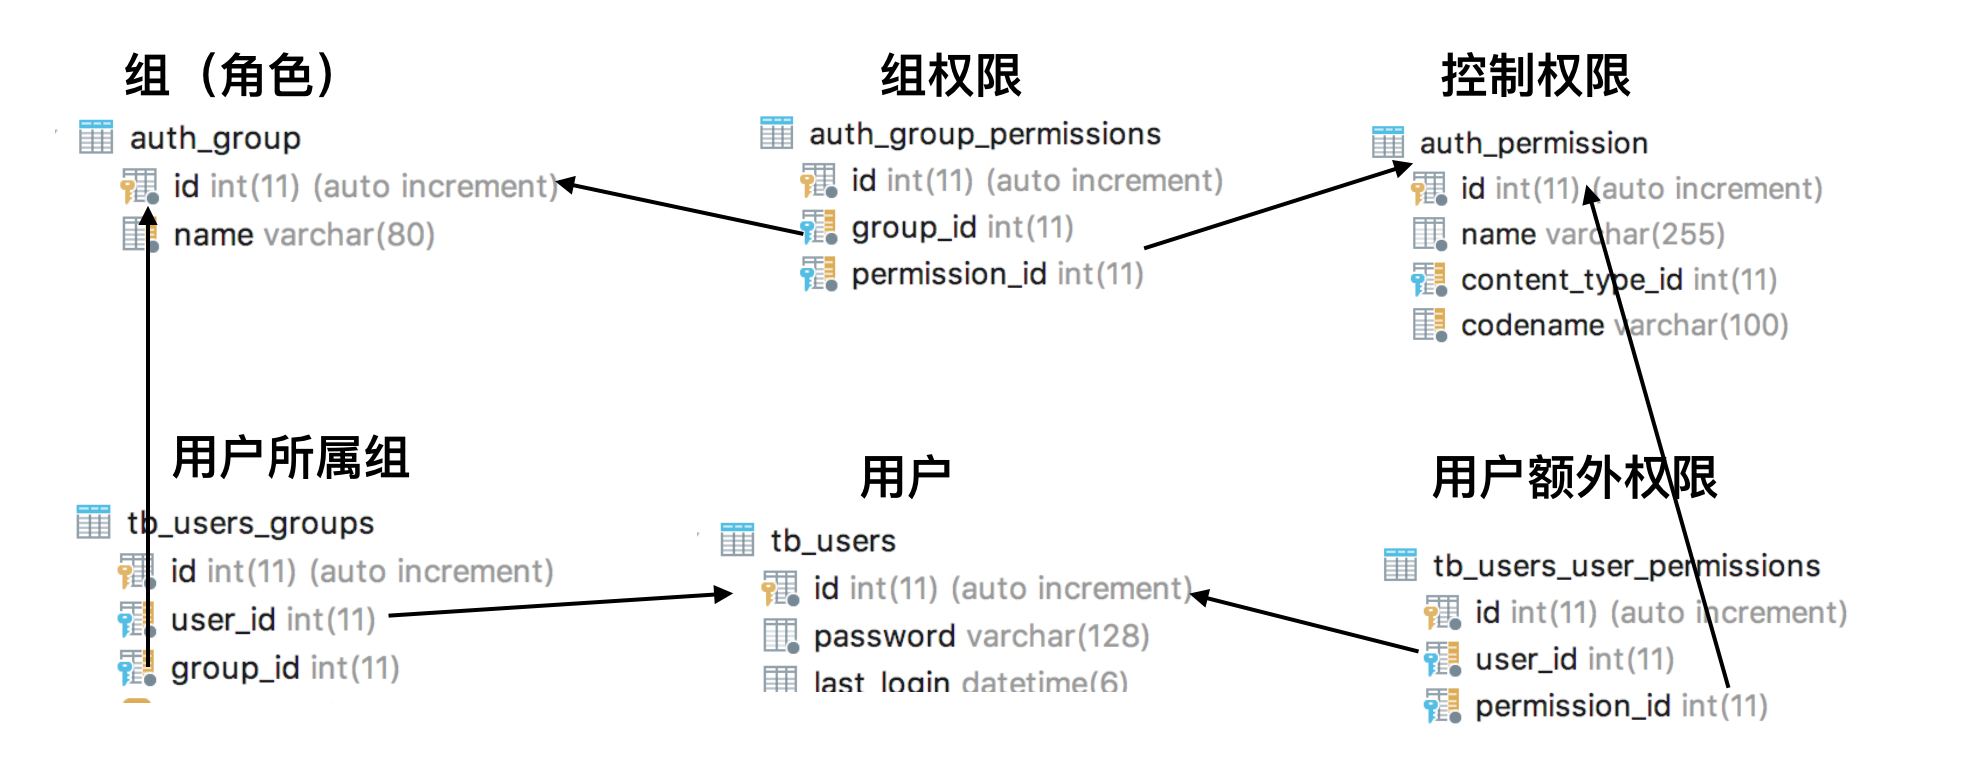 组（角色）
auth_group
id int(11) (auto increment)
name varchar(80)
组权限
auth_group_permissions
id int(11) (auto increment)
group_id int(11)
permission_id int(11)
控制权限
auth_permission
id int(11) (auto increment)
name varchar(255)
content_type_id int(11)
codename varchar(100)
用户所属组
tb_users_groups
id int(11) (auto increment)
user_id int(11)
group_id int(11)
用户
tb_users
id int(11) (auto increment)
password varchar(128)
last_login datetime(6)
用户额外权限
tb_users_user_permissions
id int(11) (auto increment)
user_id int(11)
permission_id int(11)